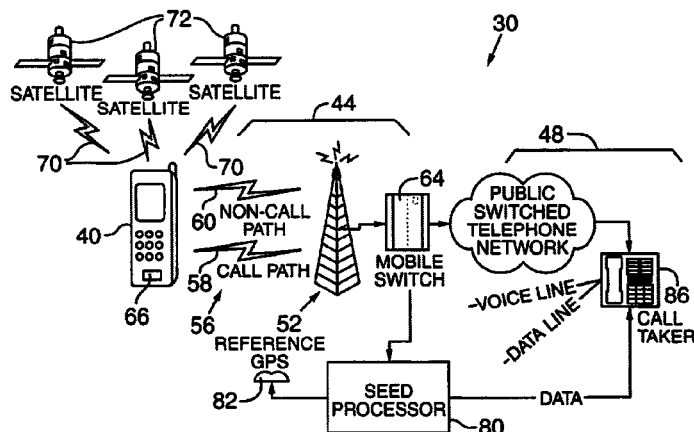 72
30
SATELLITE
SATELLITE
SATELLITE
44
48
70
70
64
PUBLIC
SWITCHED
TELEPHONE
NETWORK
40
60
NON-CALL
PATH
MOBILE
SWITCH
58
CALL PATH
66
56
52
86
-VOICE LINE
-DATA LINE
CALL
TAKER
REFERENCE
GPS
82
SEED
PROCESSOR
80
DATA